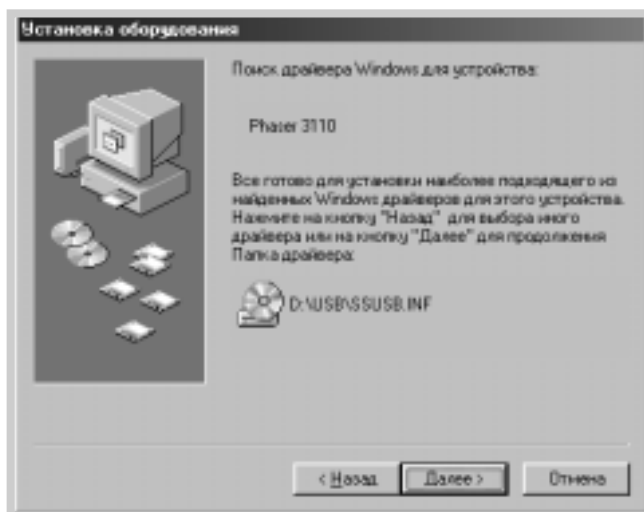 Установка оборудования
Поиск драйвера Windows для устройства:
Phaser 3110
Все готово для установки наиболее подходящего из
найденных Windows драйверов для этого устройства.
Нажмите на кнопку "Назад" для выбора иного
драйвера или на кнопку "Далее" для продолжения
Папка драйвера:
D:\USB\SSUSB.INF
< Назад
Далее >
Отмена